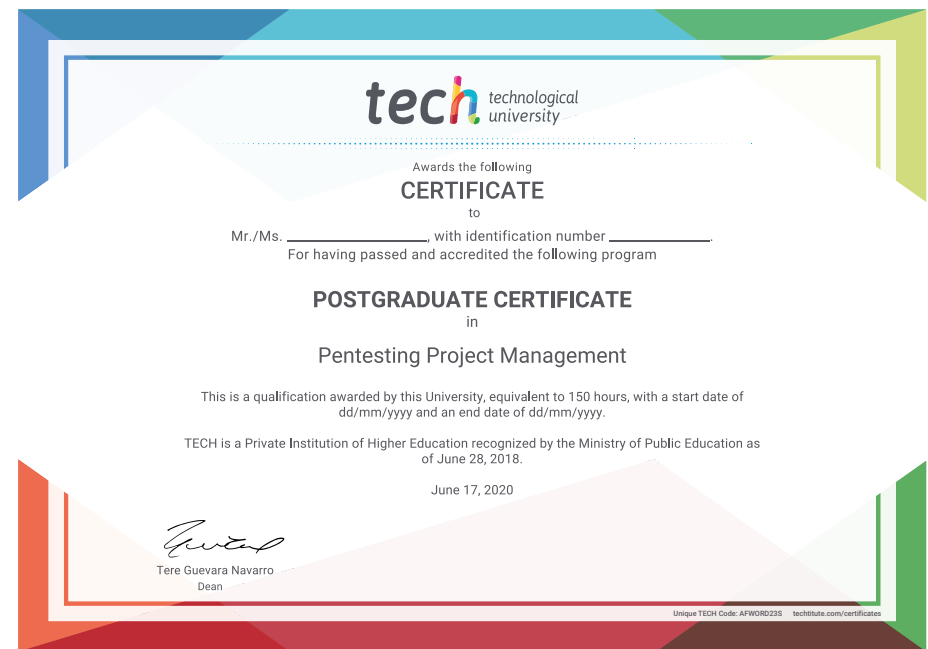 tech technological
university
Awards the following
CERTIFICATE
to
Mr./Ms. ____________________, with identification number ______________.
For having passed and accredited the following program
POSTGRADUATE CERTIFICATE
in
Pentesting Project Management
This is a qualification awarded by this University, equivalent to 150 hours, with a start date of
dd/mm/yyyy and an end date of dd/mm/yyyy.
TECH is a Private Institution of Higher Education recognized by the Ministry of Public Education as
of June 28, 2018.
June 17, 2020
Tere Guevara Navarro
Dean
Unique TECH Code: AFWORD23S techtitute.com/certificates